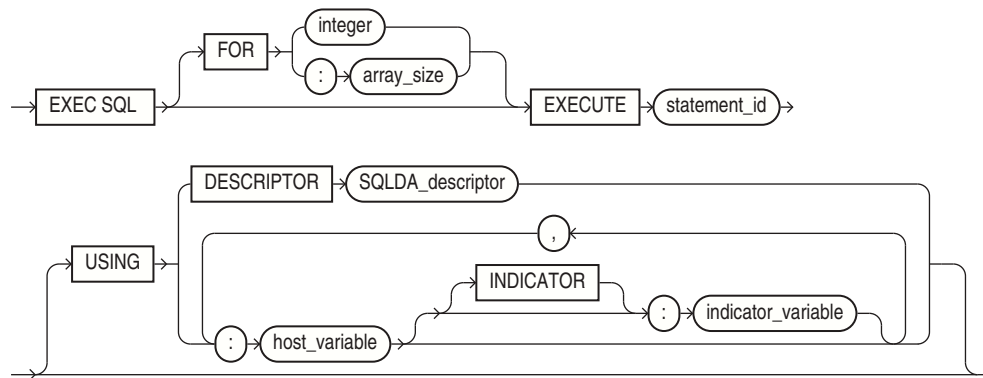 integer
FOR
: array_size
EXEC SQL EXECUTE statement_id
DESCRIPTOR SQLDA_descriptor
,
USING INDICATOR
: host_variable : indicator_variable